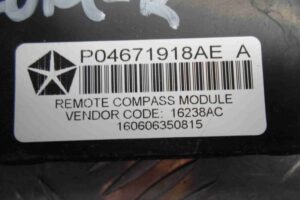 P04671918AE A
REMOTE COMPASS MODULE
VENDOR CODE: 16238AC
160606350815